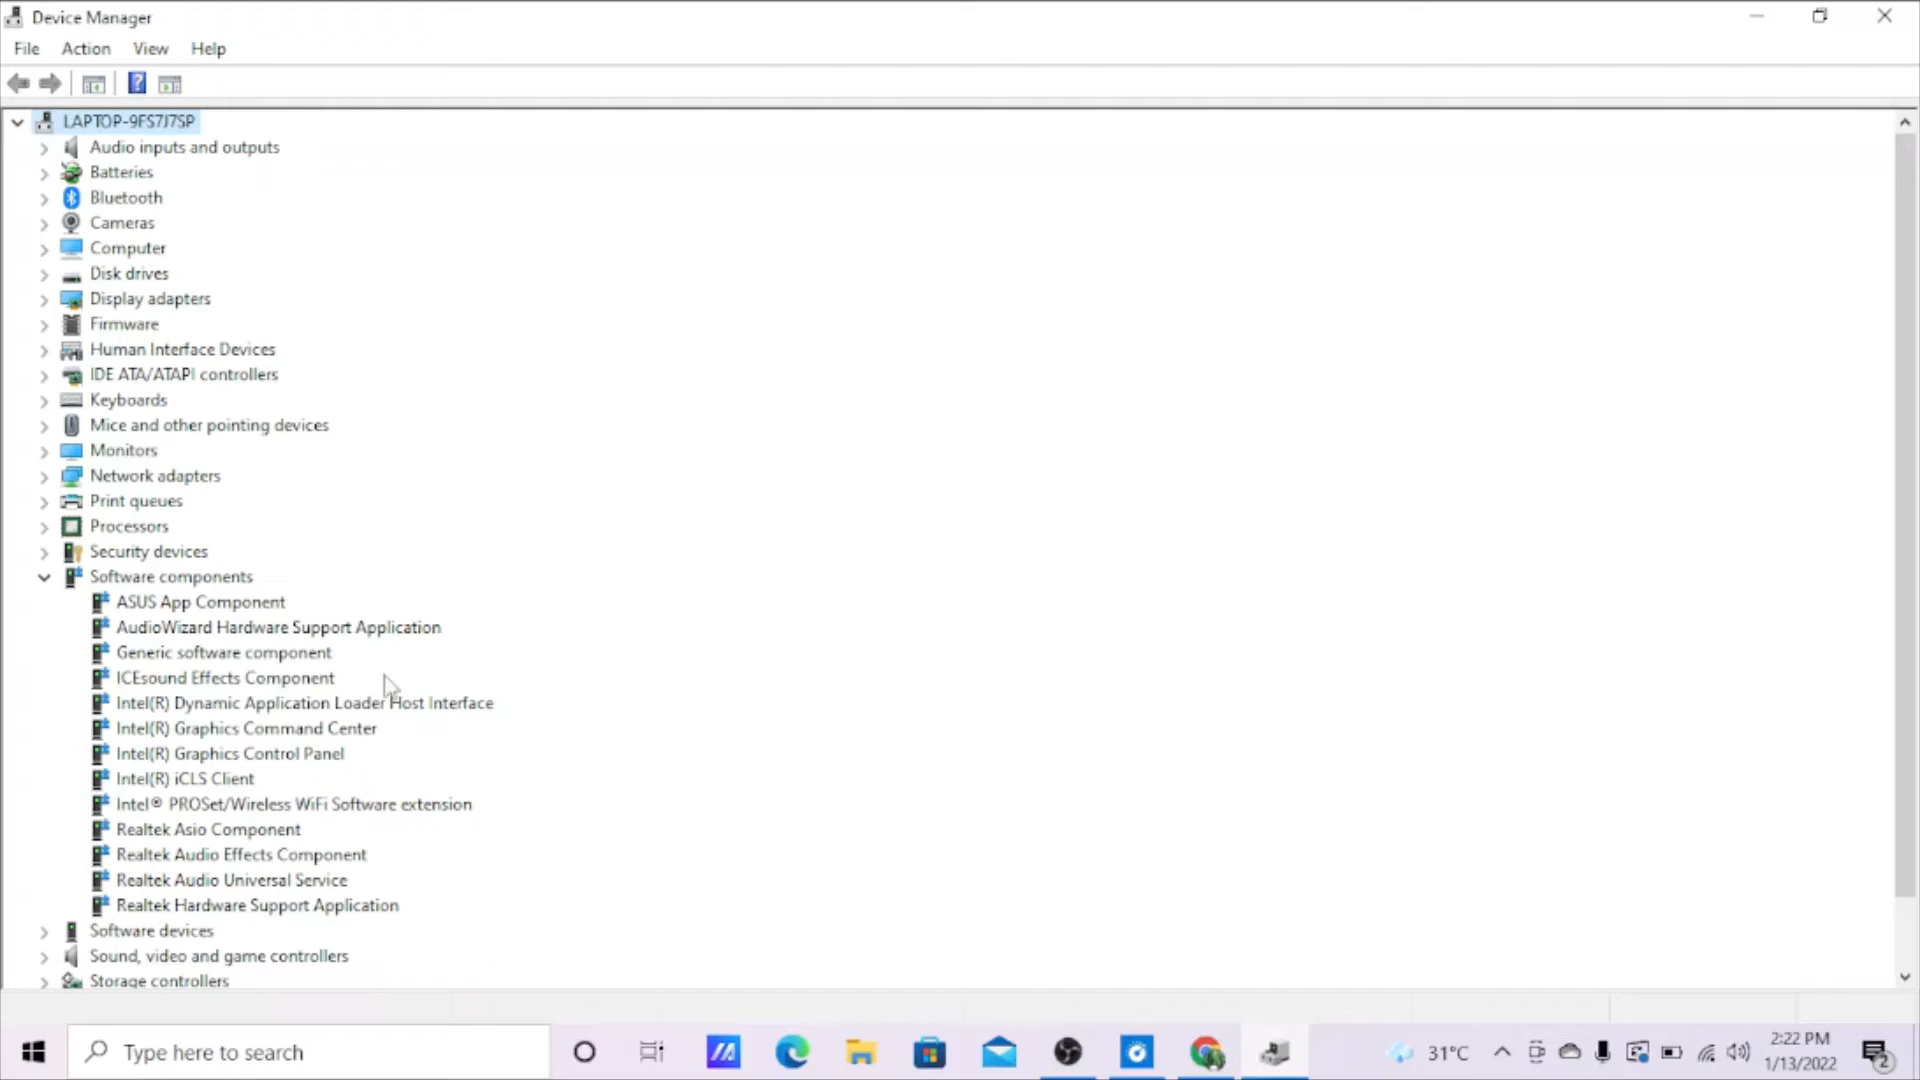 Device Manager
File Action View Help
LAPTOP-9FS7J7SP
Audio inputs and outputs
Batteries
Bluetooth
Cameras
Computer
Disk drives
Display adapters
Firmware
Human Interface Devices
IDE ATA/ATAPI controllers
Keyboards
Mice and other pointing devices
Monitors
Network adapters
Print queues
Processors
Security devices
Software components
ASUS App Component
AudioWizard Hardware Support Application
Generic software component
ICEsound Effects Component
Intel(R) Dynamic Application Loader Host Interface
Intel(R) Graphics Command Center
Intel(R) Graphics Control Panel
Intel(R) iCLS Client
Intel® PROSet/Wireless WiFi Software extension
Realtek Asio Component
Realtek Audio Effects Component
Realtek Audio Universal Service
Realtek Hardware Support Application
Software devices
Sound, video and game controllers
Storage controllers
Type here to search
31°C
2:22 PM
1/13/2022
2